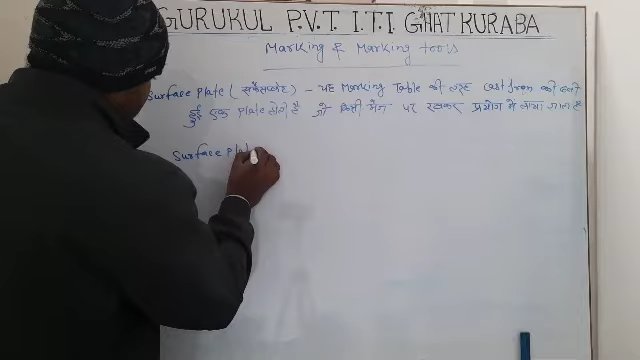 GURUKUL P.V.T I.T.I GHAT KURABA
Marking & Marking tools
Surface Plate (सर्फेसप्लेट) - यह Marking Table की तरह Cast Iron की बनी
हुई एक Plate होती है जो किसी मेज पर रखकर प्रयोग में लाया जाता है
Surface Plat